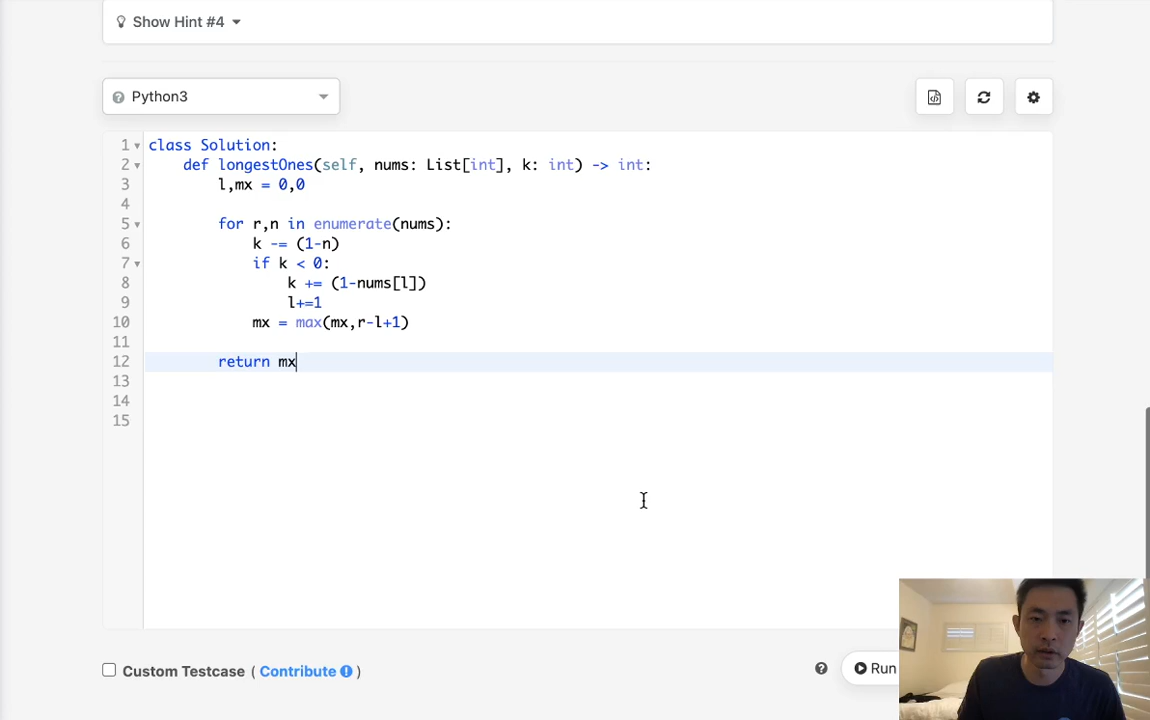 Show Hint #4
Python3
1 class Solution:
2 def longestOnes(self, nums: List[int], k: int) -> int:
3 l,mx = 0,0
4
5 for r,n in enumerate(nums):
6 k -= (1-n)
7 if k < 0:
8 k += (1-nums[l])
9 l+=1
10 mx = max(mx,r-l+1)
11
12 return mx
13
14
15
Custom Testcase ( Contribute )
Run